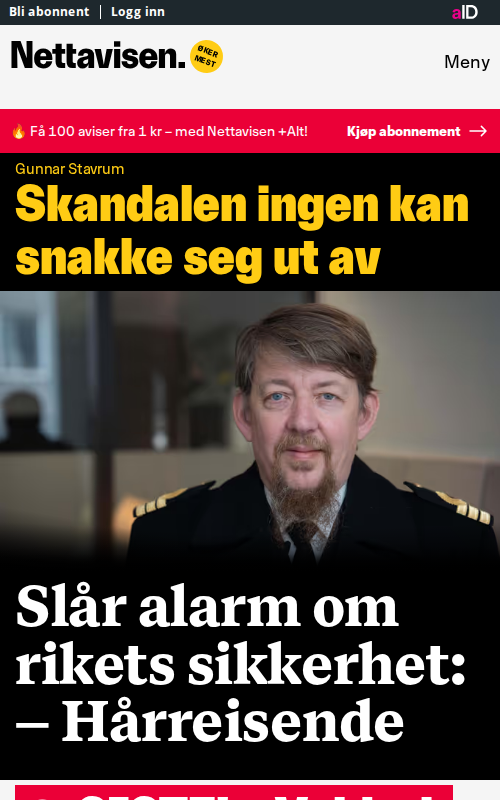 Bli abonnent | Logg inn
aID
Nettavisen.
ØKER
MEST
Meny
Få 100 aviser fra 1 kr – med Nettavisen +Alt!
Kjøp abonnement →
Gunnar Stavrum
Skandalen ingen kan
snakke seg ut av
Slår alarm om
rikets sikkerhet:
– Hårreisende